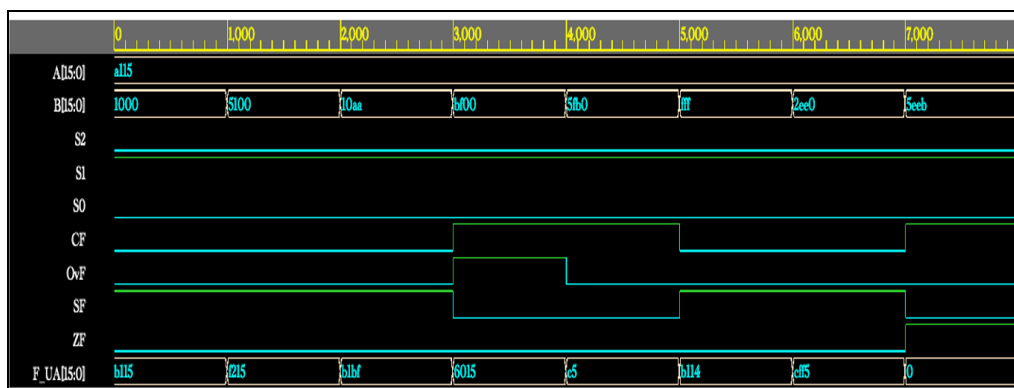 0 1,000 2,000 3,000 4,000 5,000 6,000 7,000
A[15:0] a115
B[15:0] 1000 5100 10aa bf00 5fb0 fff 2ee0 5eeb
S2
S1
S0
CF
OvF
SF
ZF
F_UA[15:0] b115 f215 b1bf 6015 c5 b114 cff5 0